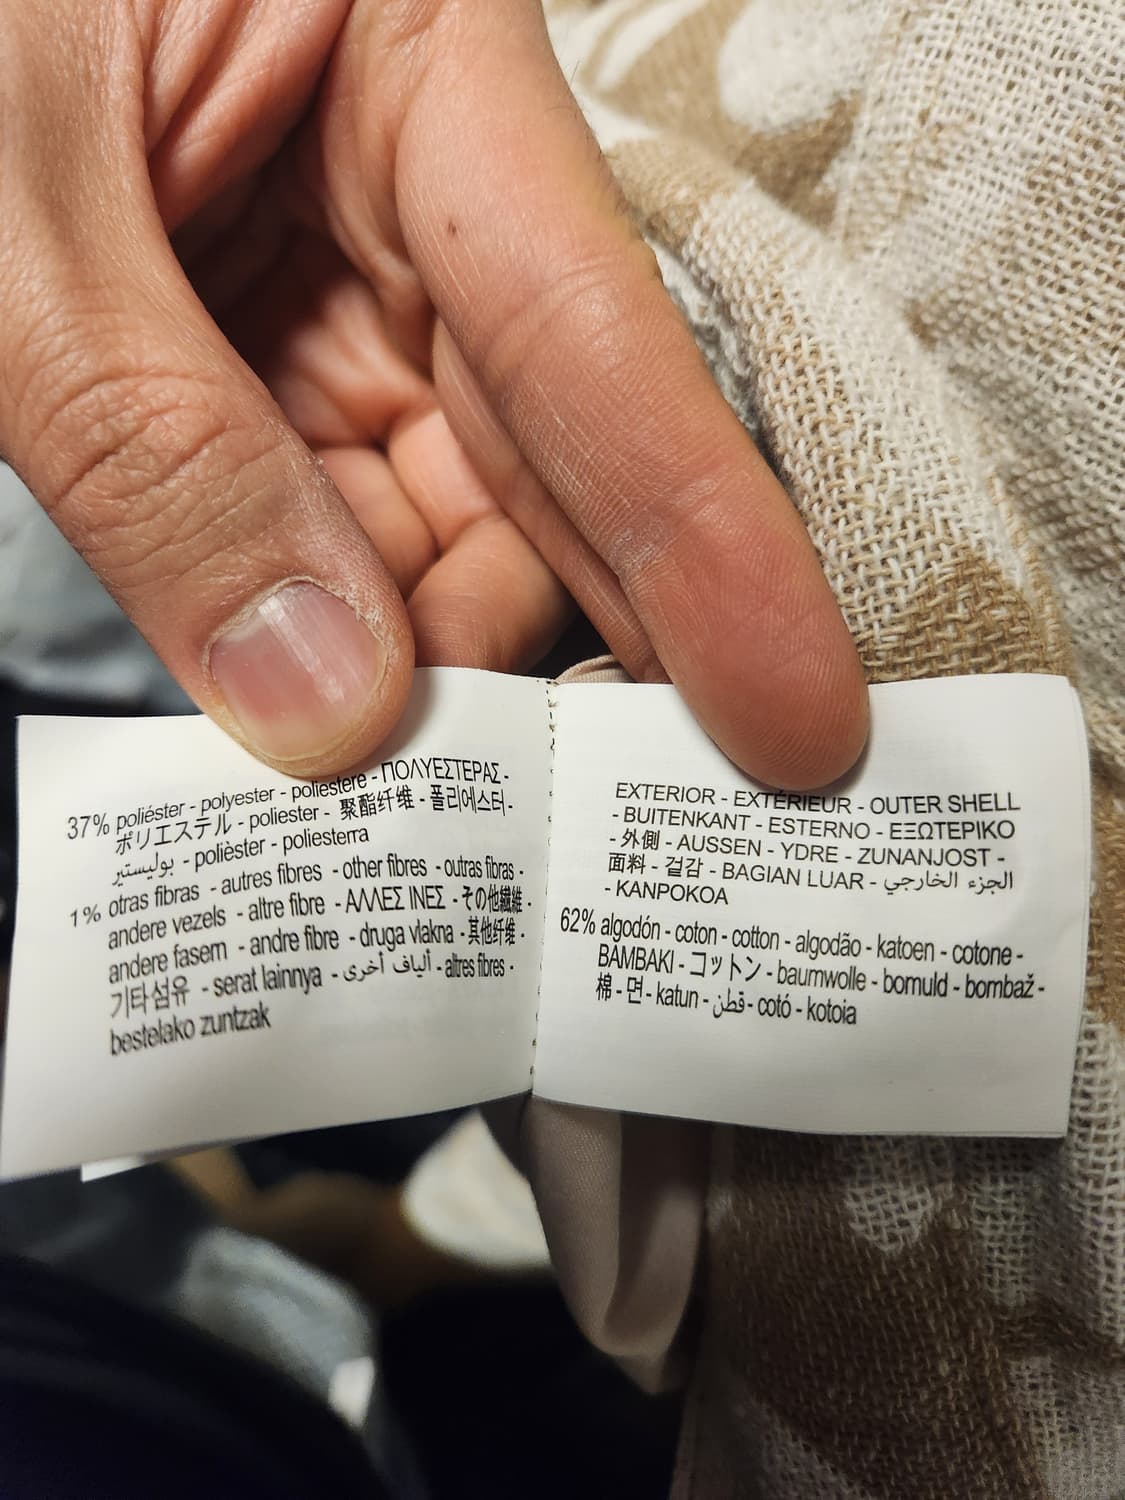 37% poliéster - polyester - poliestere - ΠΟΛΥΕΣΤΕΡΑΣ -
ポリエステル - poliester - 聚酯纤维 - 폴리에스터 -
بوليستير - polièster - poliesterra
1% otras fibras - autres fibres - other fibres - outras fibras -
andere vezels - altre fibre - ΑΛΛΕΣ ΙΝΕΣ - その他繊維 -
andere fasern - andre fibre - druga vlakna - 其他纤维 -
기타섬유 - serat lainnya - ألياف أخرى - altres fibres -
bestelako zuntzak
EXTERIOR - EXTÉRIEUR - OUTER SHELL
- BUITENKANT - ESTERNO - ΕΞΩΤΕΡΙΚΟ
- 外側 - AUSSEN - YDRE - ZUNANJOST -
面料 - 겉감 - BAGIAN LUAR - الجزء الخارجي
- KANPOKOA
62% algodón - coton - cotton - algodão - katoen - cotone -
BAMBAKI - コットン - baumwolle - bomuld - bombaž -
棉 - 면 - katun - قطن - cotó - kotoia